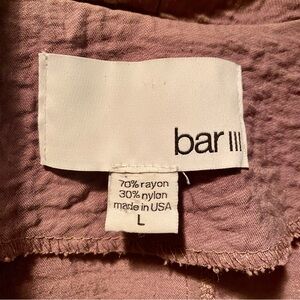 bar III
70% rayon
30% nylon
made in USA
L